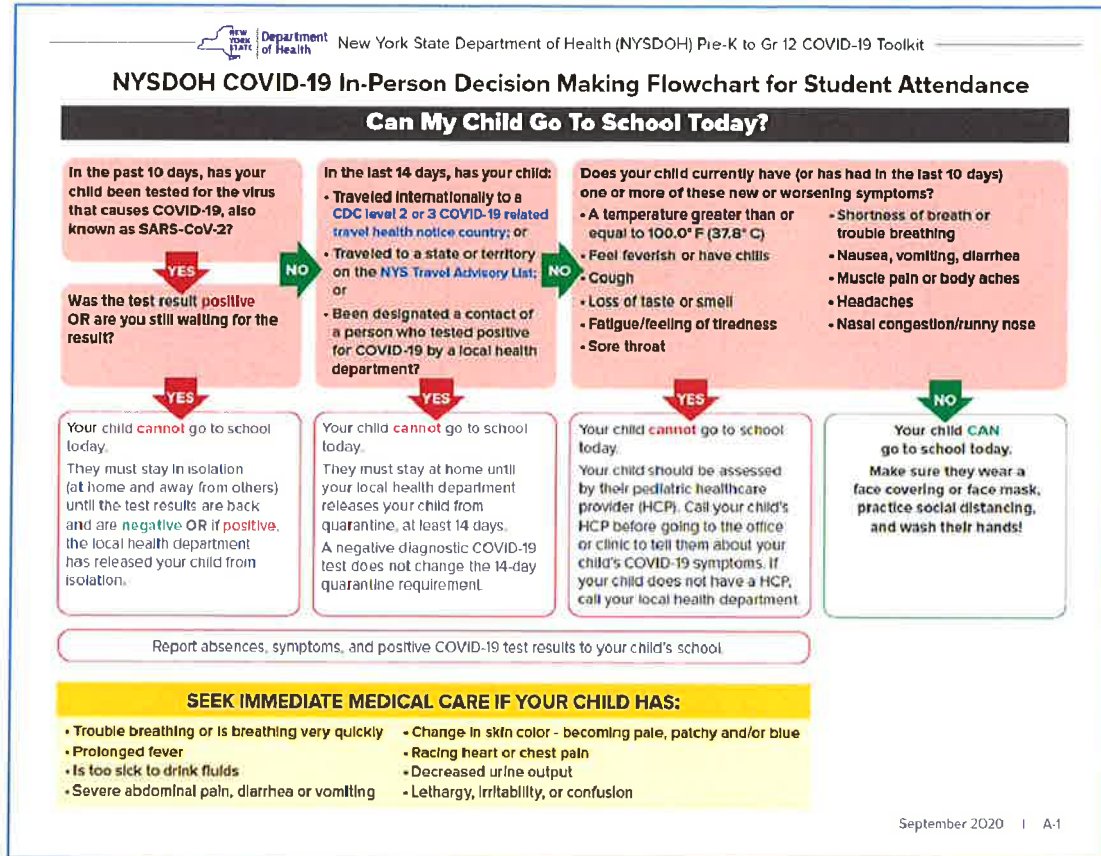 NEW YORK STATE
Department of Health
New York State Department of Health (NYSDOH) Pre-K to Gr 12 COVID-19 Toolkit
NYSDOH COVID-19 In-Person Decision Making Flowchart for Student Attendance
Can My Child Go To School Today?
In the past 10 days, has your
child been tested for the virus
that causes COVID-19, also
known as SARS-CoV-2?
YES
Was the test result positive
OR are you still waiting for the
result?
NO
In the last 14 days, has your child:
• Traveled internationally to a
CDC level 2 or 3 COVID-19 related
travel health notice country; or
• Traveled to a state or territory
on the NYS Travel Advisory List;
or
• Been designated a contact of
a person who tested positive
for COVID-19 by a local health
department?
NO
Does your child currently have (or has had in the last 10 days)
one or more of these new or worsening symptoms?
• A temperature greater than or
equal to 100.0° F (37.8° C)
• Feel feverish or have chills
• Cough
• Loss of taste or smell
• Fatigue/feeling of tiredness
• Sore throat
• Shortness of breath or
trouble breathing
• Nausea, vomiting, diarrhea
• Muscle pain or body aches
• Headaches
• Nasal congestion/runny nose
YES
Your child cannot go to school
today.
They must stay in isolation
(at home and away from others)
until the test results are back
and are negative OR if positive,
the local health department
has released your child from
isolation.
YES
Your child cannot go to school
today.
They must stay at home until
your local health department
releases your child from
quarantine, at least 14 days.
A negative diagnostic COVID-19
test does not change the 14-day
quarantine requirement.
YES
Your child cannot go to school
today.
Your child should be assessed
by their pediatric healthcare
provider (HCP). Call your child's
HCP before going to the office
or clinic to tell them about your
child's COVID-19 symptoms. If
your child does not have a HCP,
call your local health department.
NO
Your child CAN
go to school today.
Make sure they wear a
face covering or face mask,
practice social distancing,
and wash their hands!
Report absences, symptoms, and positive COVID-19 test results to your child's school.
SEEK IMMEDIATE MEDICAL CARE IF YOUR CHILD HAS:
• Trouble breathing or is breathing very quickly
• Prolonged fever
• Is too sick to drink fluids
• Severe abdominal pain, diarrhea or vomiting
• Change in skin color - becoming pale, patchy and/or blue
• Racing heart or chest pain
• Decreased urine output
• Lethargy, irritability, or confusion
September 2020 | A-1